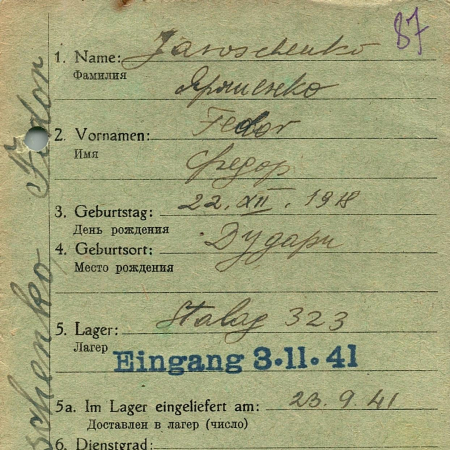 87
1. Name: Jaroschenko
Фамилия
Ярошенко
2. Vornamen: Fedor
Имя
Федор
3. Geburtstag: 22. XII. 1918
День рождения
4. Geburtsort: Дудари
Место рождения
5. Lager: Stalag 323
Лагер
Eingang 3·11·41
5a. Im Lager eingeliefert am: 23.9.41
Доставлен в лагер (число)
6. Dienstgrad:
schenko Fedor